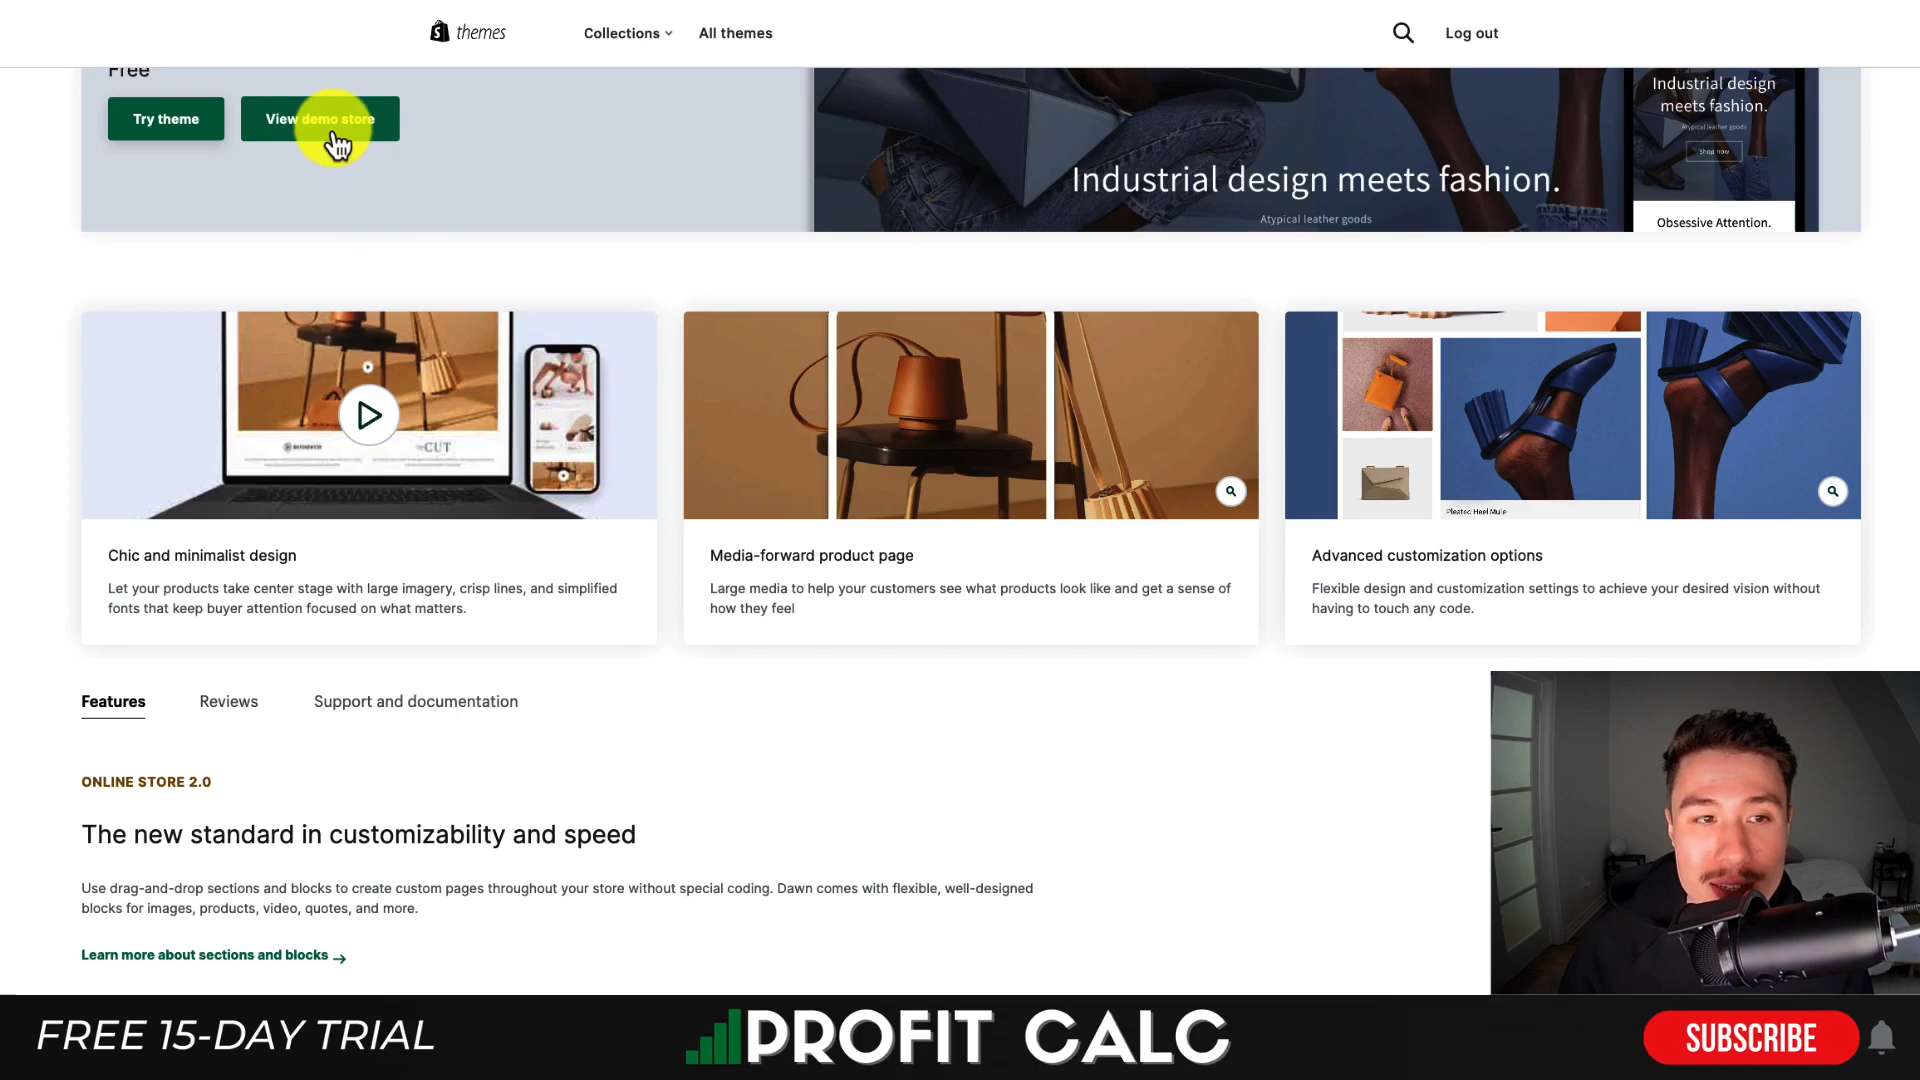 themes
Collections
All themes
Log out
Free
Try theme
View demo store
Industrial design meets fashion.
Atypical leather goods
Industrial design
meets fashion.
Atypical leather goods
Shop now
Obsessive Attention.
CUT
Pleated Heel Mule
Chic and minimalist design
Let your products take center stage with large imagery, crisp lines, and simplified
fonts that keep buyer attention focused on what matters.
Media-forward product page
Large media to help your customers see what products look like and get a sense of
how they feel
Advanced customization options
Flexible design and customization settings to achieve your desired vision without
having to touch any code.
Features
Reviews
Support and documentation
ONLINE STORE 2.0
The new standard in customizability and speed
Use drag-and-drop sections and blocks to create custom pages throughout your store without special coding. Dawn comes with flexible, well-designed
blocks for images, products, video, quotes, and more.
Learn more about sections and blocks
FREE 15-DAY TRIAL
PROFIT CALC
SUBSCRIBE